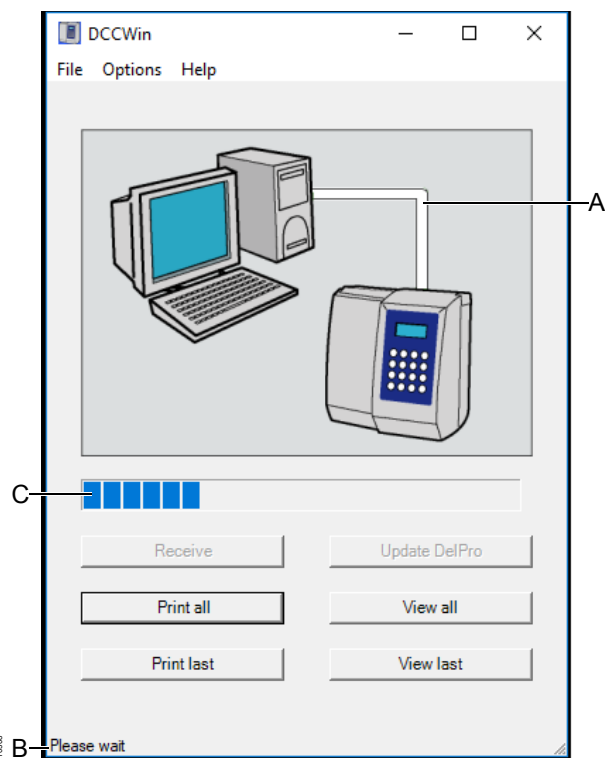 DCCWin
File Options Help
A
C
Receive Update DelPro
Print all View all
Print last View last
B Please wait